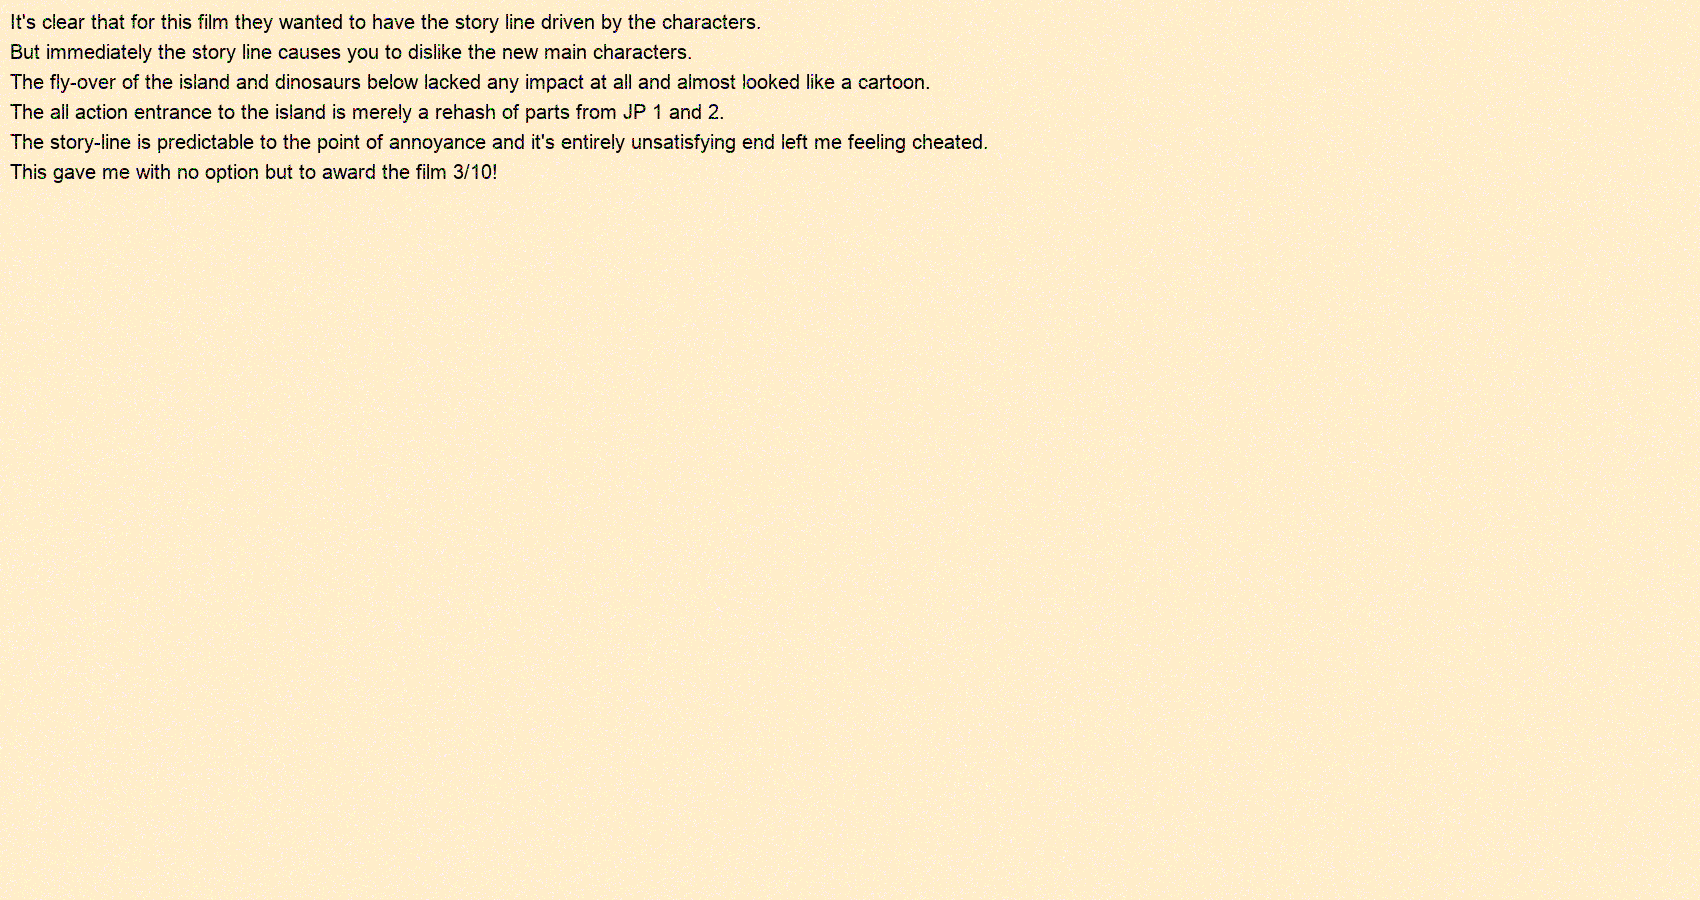 It's clear that for this film they wanted to have the story line driven by the characters.
But immediately the story line causes you to dislike the new main characters.
The fly-over of the island and dinosaurs below lacked any impact at all and almost looked like a cartoon.
The all action entrance to the island is merely a rehash of parts from JP 1 and 2.
The story-line is predictable to the point of annoyance and it's entirely unsatisfying end left me feeling cheated.
This gave me with no option but to award the film 3/10!